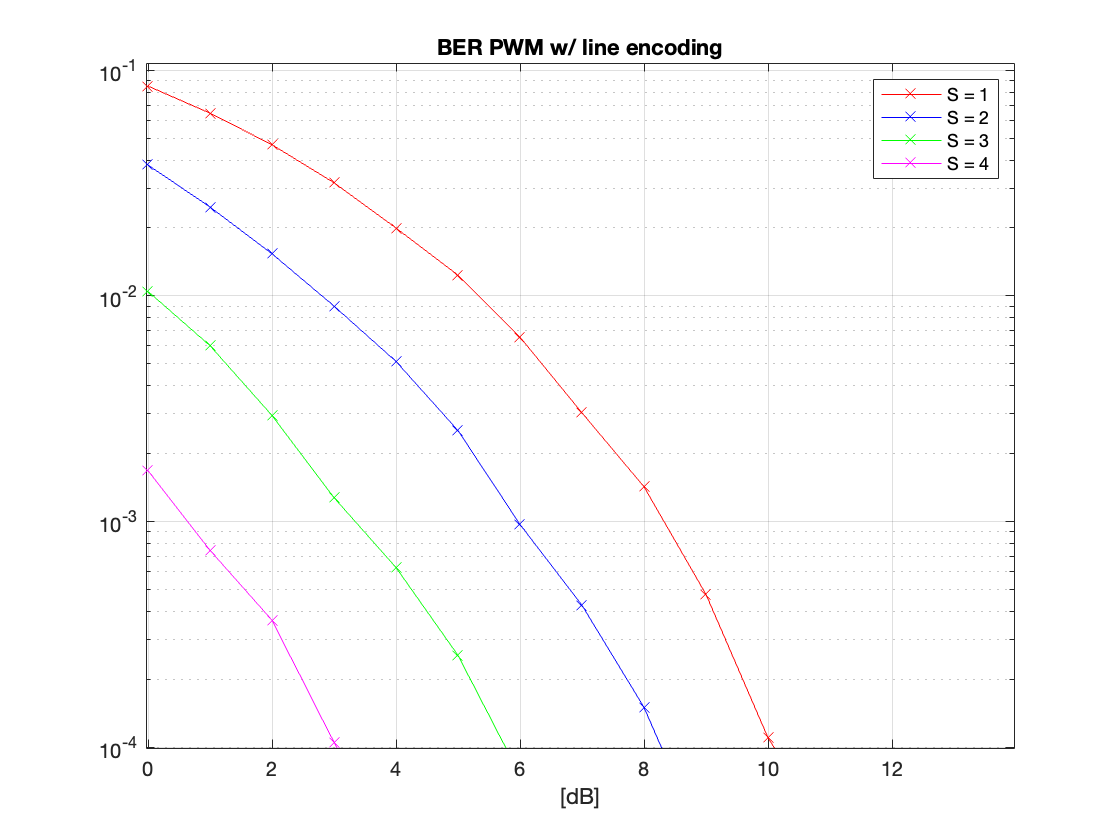 BER PWM w/ line encoding
S = 1
S = 2
S = 3
S = 4
10^-1
10^-2
10^-3
10^-4
0 2 4 6 8 10 12
[dB]